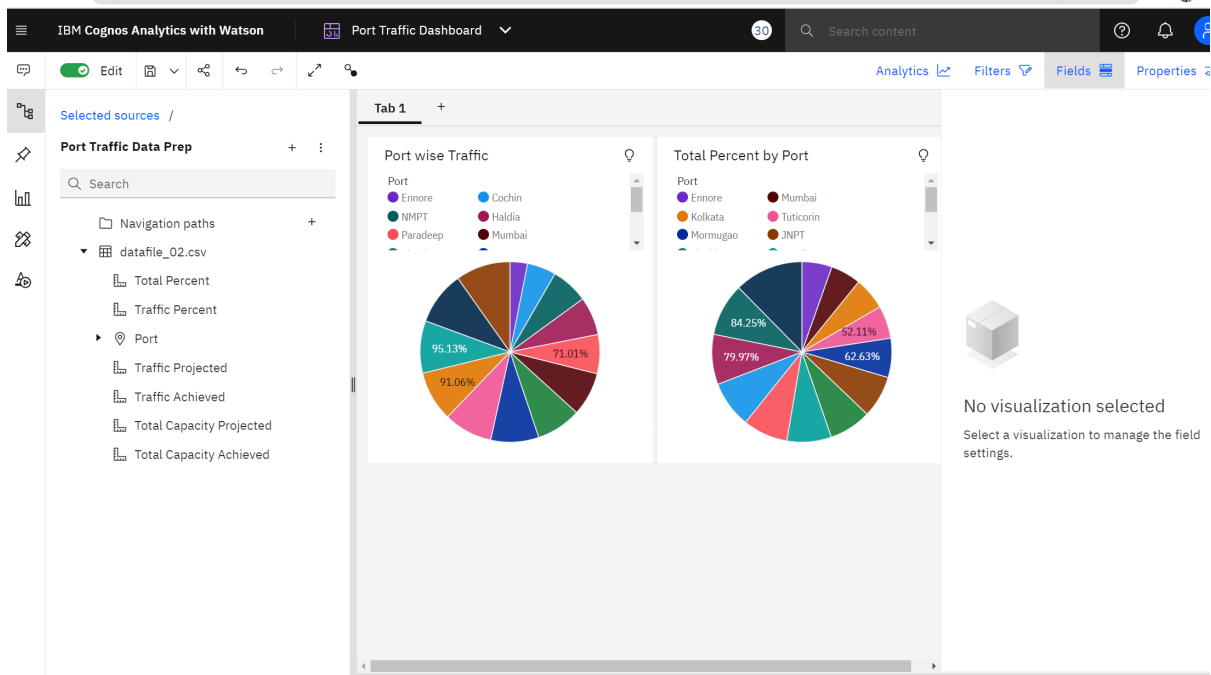 IBM Cognos Analytics with Watson
Port Traffic Dashboard
30
Search content
Edit
Analytics
Filters
Fields
Properties
Selected sources /
Port Traffic Data Prep
Search
Navigation paths
datafile_02.csv
Total Percent
Traffic Percent
Port
Traffic Projected
Traffic Achieved
Total Capacity Projected
Total Capacity Achieved
Tab 1
Port wise Traffic
Port
Ennore
Cochin
NMPT
Haldia
Paradeep
Mumbai
95.13%
71.01%
91.06%
Total Percent by Port
Port
Ennore
Mumbai
Kolkata
Tuticorin
Mormugao
JNPT
84.25%
52.11%
79.97%
62.63%
No visualization selected
Select a visualization to manage the field
settings.